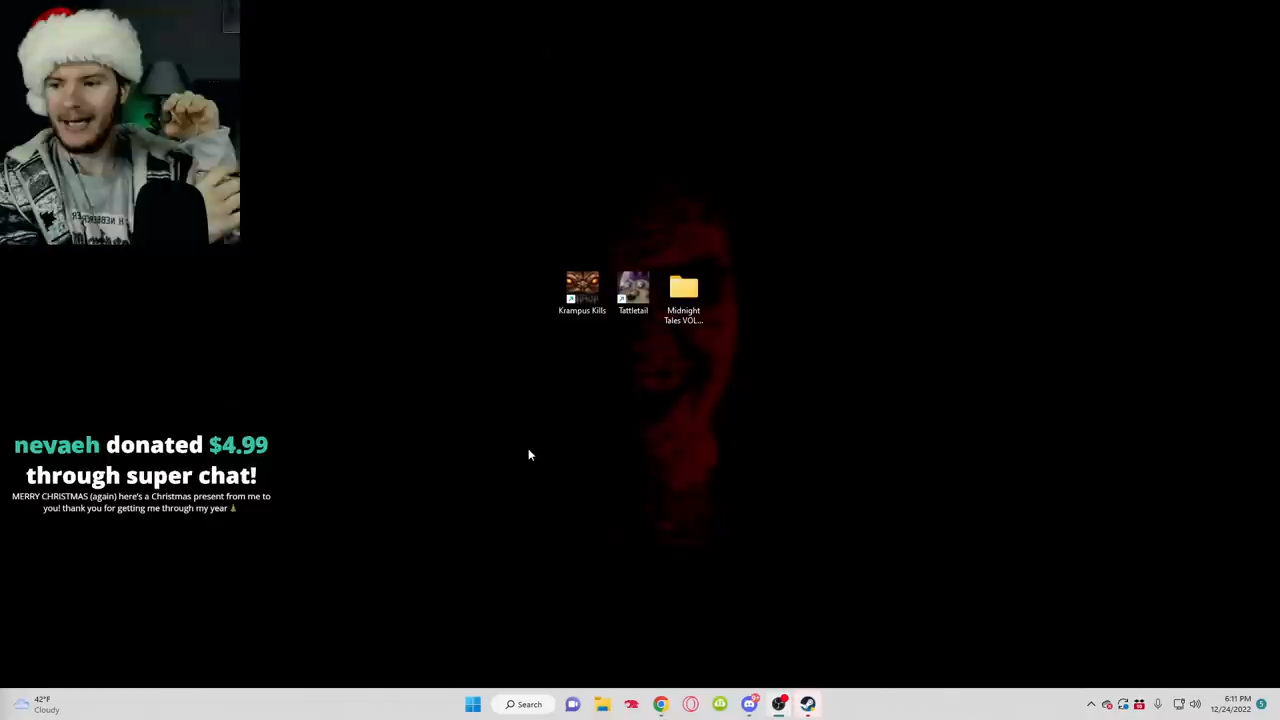 Krampus Kills
Tattletail
Midnight
Tales VOL...
nevaeh donated $4.99
through super chat!
MERRY CHRISTMAS (again) here's a Christmas present from me to
you! thank you for getting me through my year
42°F
Cloudy
Search
6:11 PM
12/24/2022